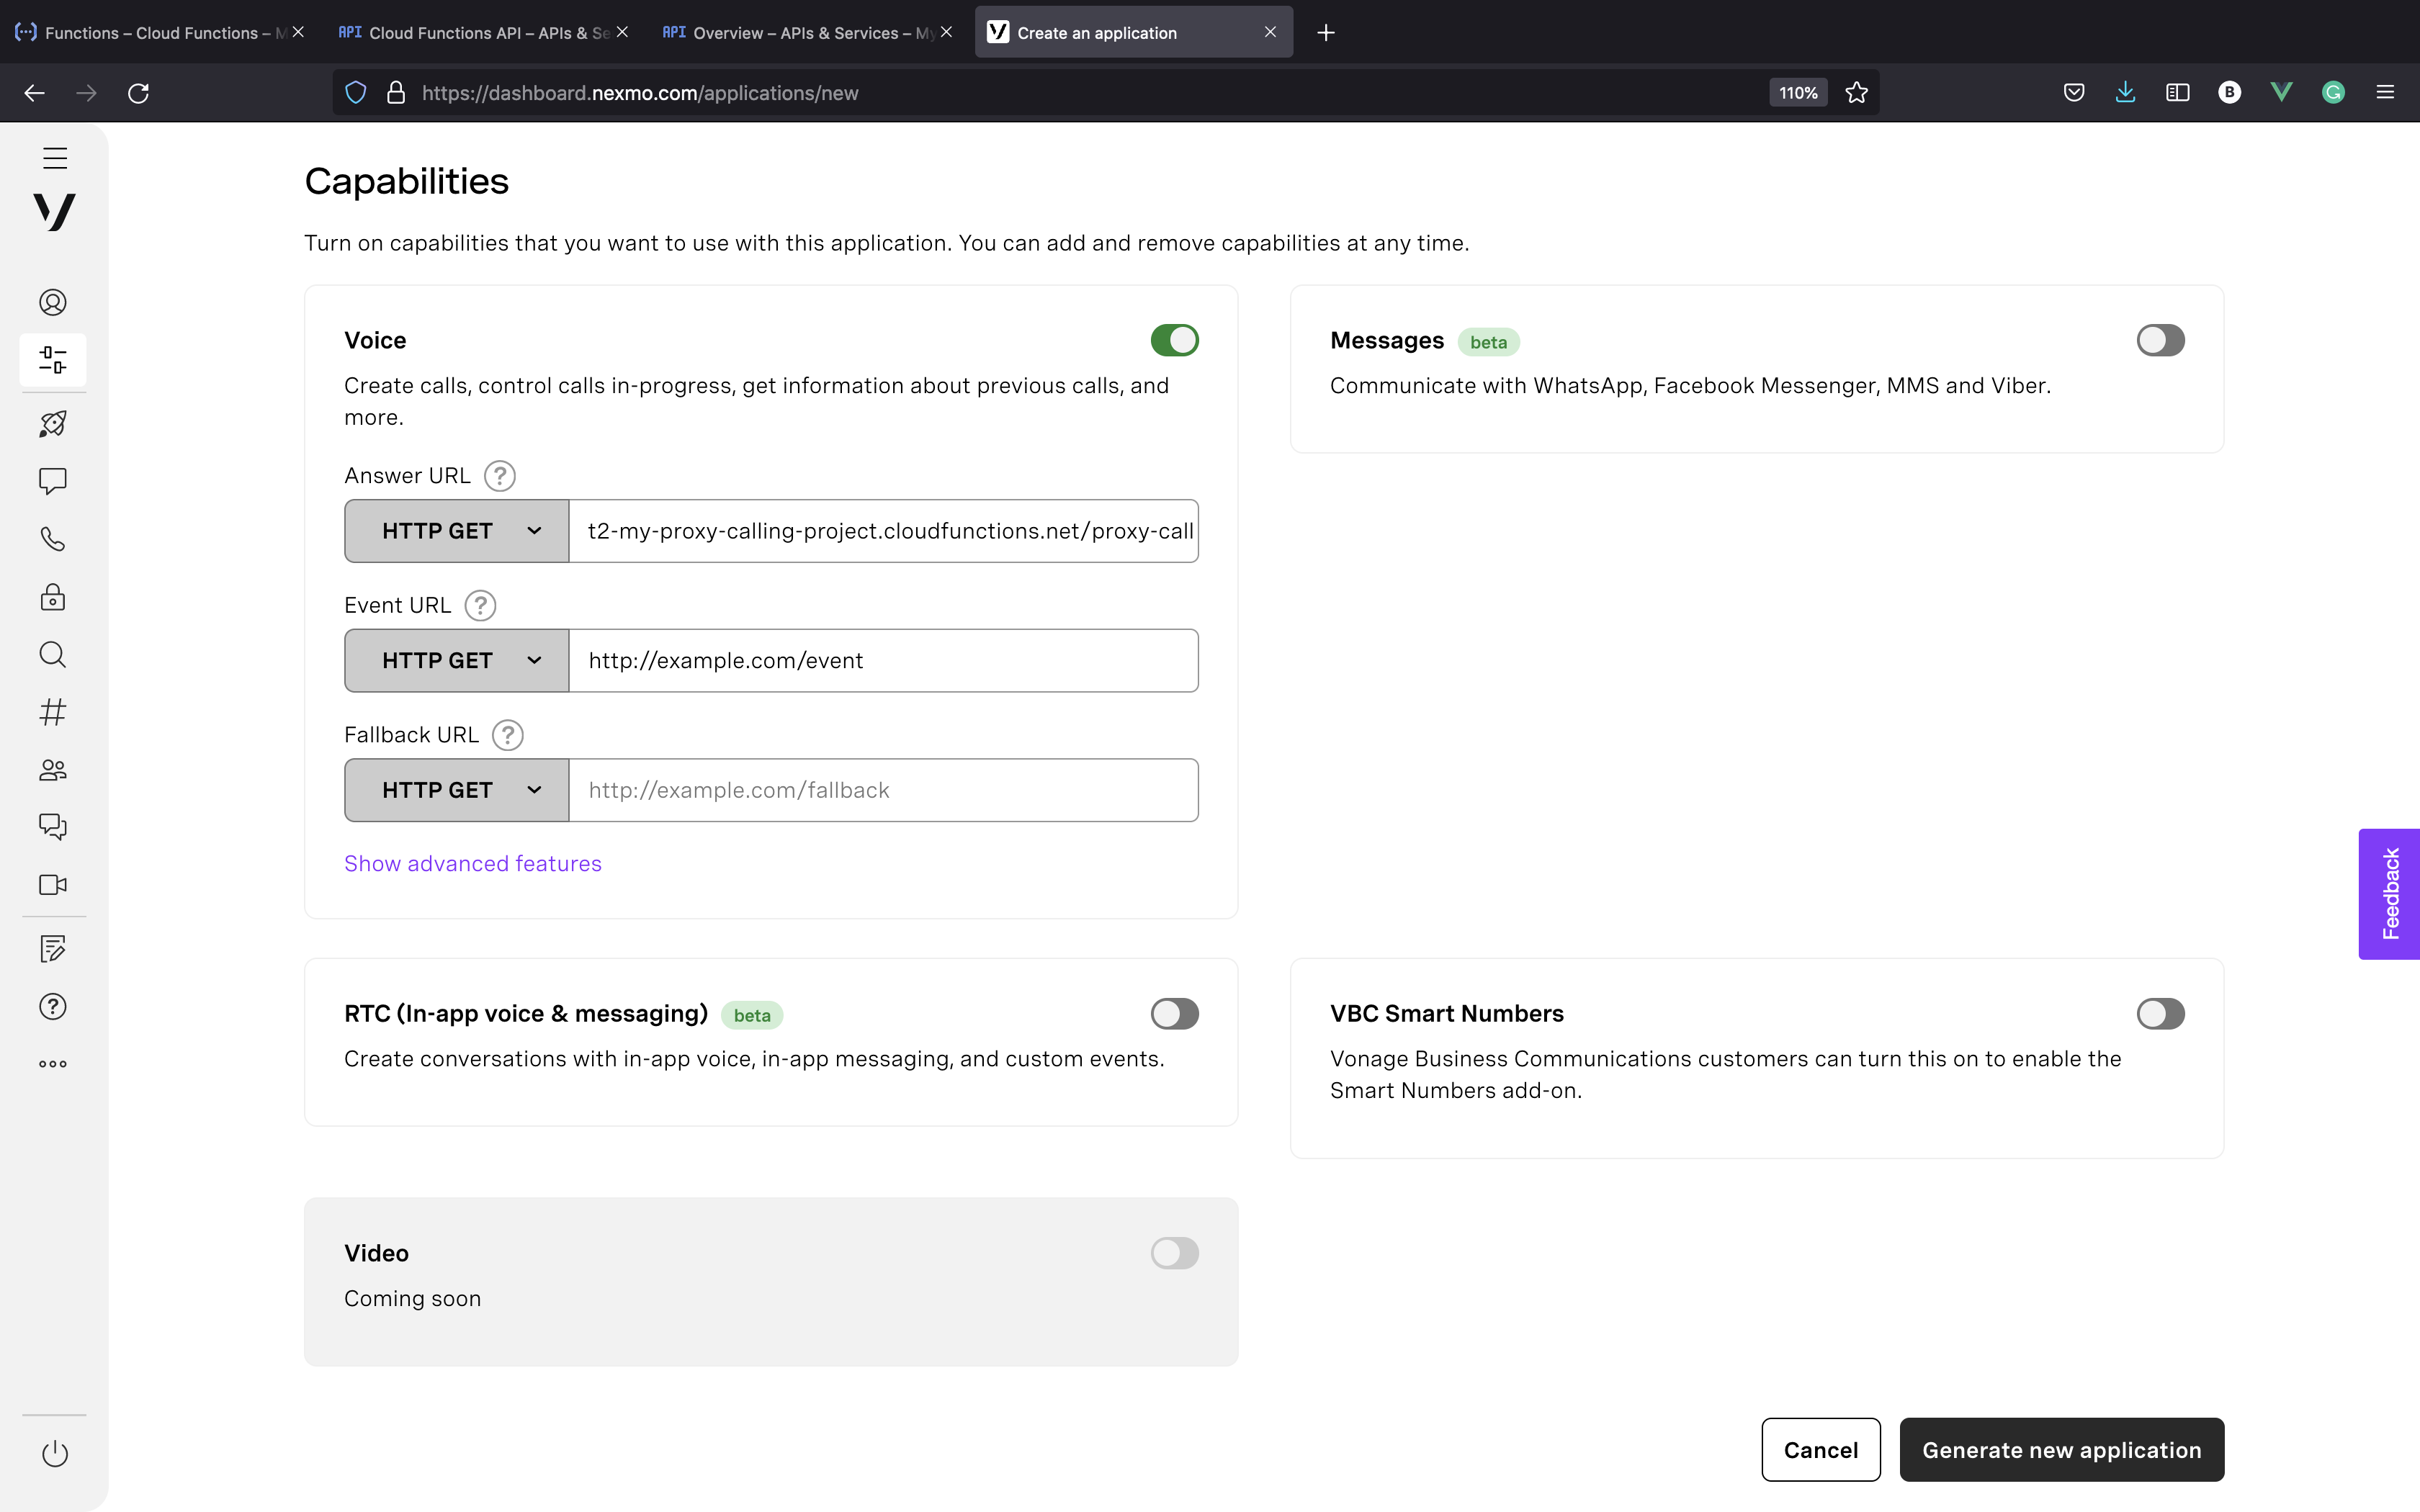 Functions – Cloud Functions – M
API Cloud Functions API – APIs & Se
API Overview – APIs & Services – My
Create an application
https://dashboard.nexmo.com/applications/new
110%
B
Capabilities
Turn on capabilities that you want to use with this application. You can add and remove capabilities at any time.
Voice
Create calls, control calls in-progress, get information about previous calls, and
more.
Answer URL ?
HTTP GET
t2-my-proxy-calling-project.cloudfunctions.net/proxy-call
Event URL ?
HTTP GET
http://example.com/event
Fallback URL ?
HTTP GET
http://example.com/fallback
Show advanced features
Messages beta
Communicate with WhatsApp, Facebook Messenger, MMS and Viber.
RTC (In-app voice & messaging) beta
Create conversations with in-app voice, in-app messaging, and custom events.
VBC Smart Numbers
Vonage Business Communications customers can turn this on to enable the
Smart Numbers add-on.
Video
Coming soon
Feedback
Cancel
Generate new application